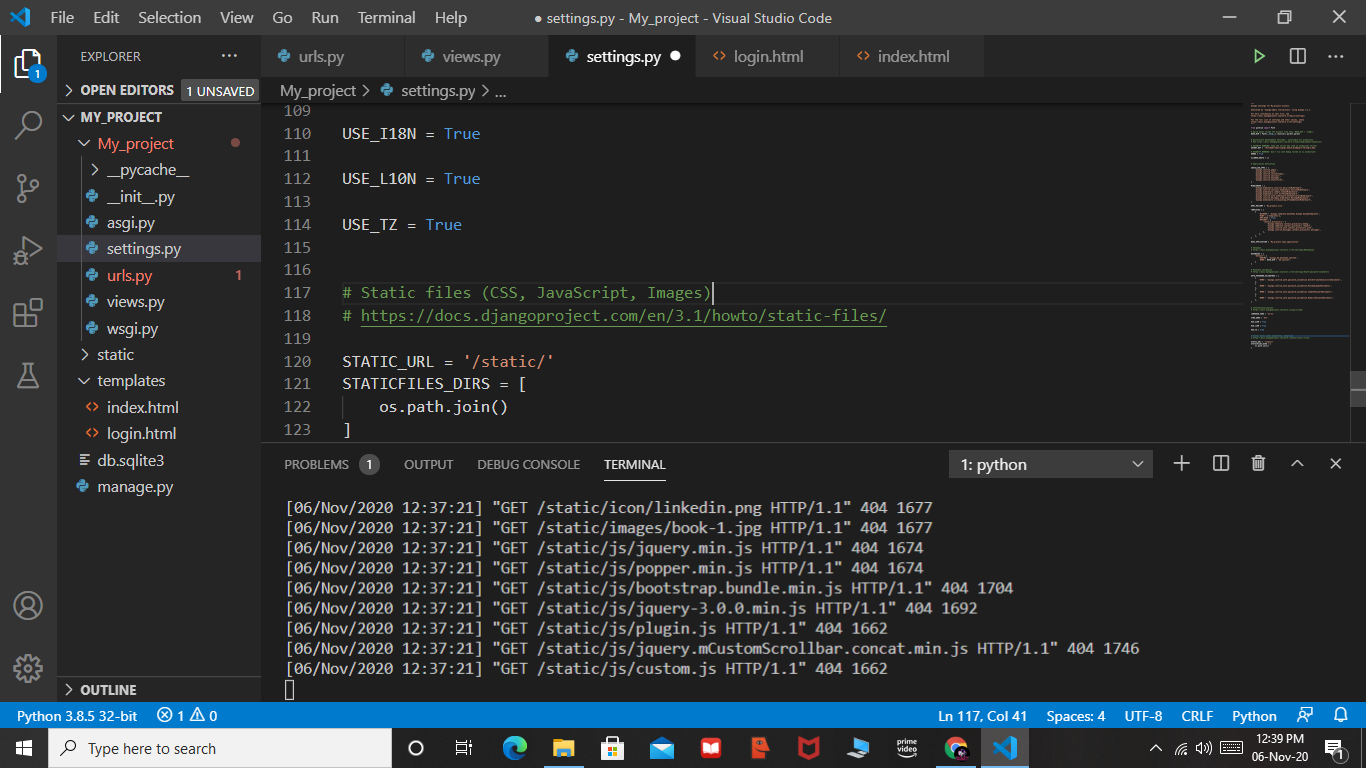 File Edit Selection View Go Run Terminal Help
● settings.py - My_project - Visual Studio Code
EXPLORER
urls.py
views.py
settings.py
login.html
index.html
1
OPEN EDITORS 1 UNSAVED
MY_PROJECT
My_project
__pycache__
__init__.py
asgi.py
settings.py
urls.py 1
views.py
wsgi.py
static
templates
index.html
login.html
db.sqlite3
manage.py
OUTLINE
My_project > settings.py > ...
109
110 USE_I18N = True
111
112 USE_L10N = True
113
114 USE_TZ = True
115
116
117 # Static files (CSS, JavaScript, Images)
118 # https://docs.djangoproject.com/en/3.1/howto/static-files/
119
120 STATIC_URL = '/static/'
121 STATICFILES_DIRS = [
122 os.path.join()
123 ]
PROBLEMS 1 OUTPUT DEBUG CONSOLE TERMINAL 1: python
[06/Nov/2020 12:37:21] "GET /static/icon/linkedin.png HTTP/1.1" 404 1677
[06/Nov/2020 12:37:21] "GET /static/images/book-1.jpg HTTP/1.1" 404 1677
[06/Nov/2020 12:37:21] "GET /static/js/jquery.min.js HTTP/1.1" 404 1674
[06/Nov/2020 12:37:21] "GET /static/js/popper.min.js HTTP/1.1" 404 1674
[06/Nov/2020 12:37:21] "GET /static/js/bootstrap.bundle.min.js HTTP/1.1" 404 1704
[06/Nov/2020 12:37:21] "GET /static/js/jquery-3.0.0.min.js HTTP/1.1" 404 1692
[06/Nov/2020 12:37:21] "GET /static/js/plugin.js HTTP/1.1" 404 1662
[06/Nov/2020 12:37:21] "GET /static/js/jquery.mCustomScrollbar.concat.min.js HTTP/1.1" 404 1746
[06/Nov/2020 12:37:21] "GET /static/js/custom.js HTTP/1.1" 404 1662
Python 3.8.5 32-bit 1 0
Ln 117, Col 41 Spaces: 4 UTF-8 CRLF Python
Type here to search
prime video
12:39 PM
06-Nov-20
1